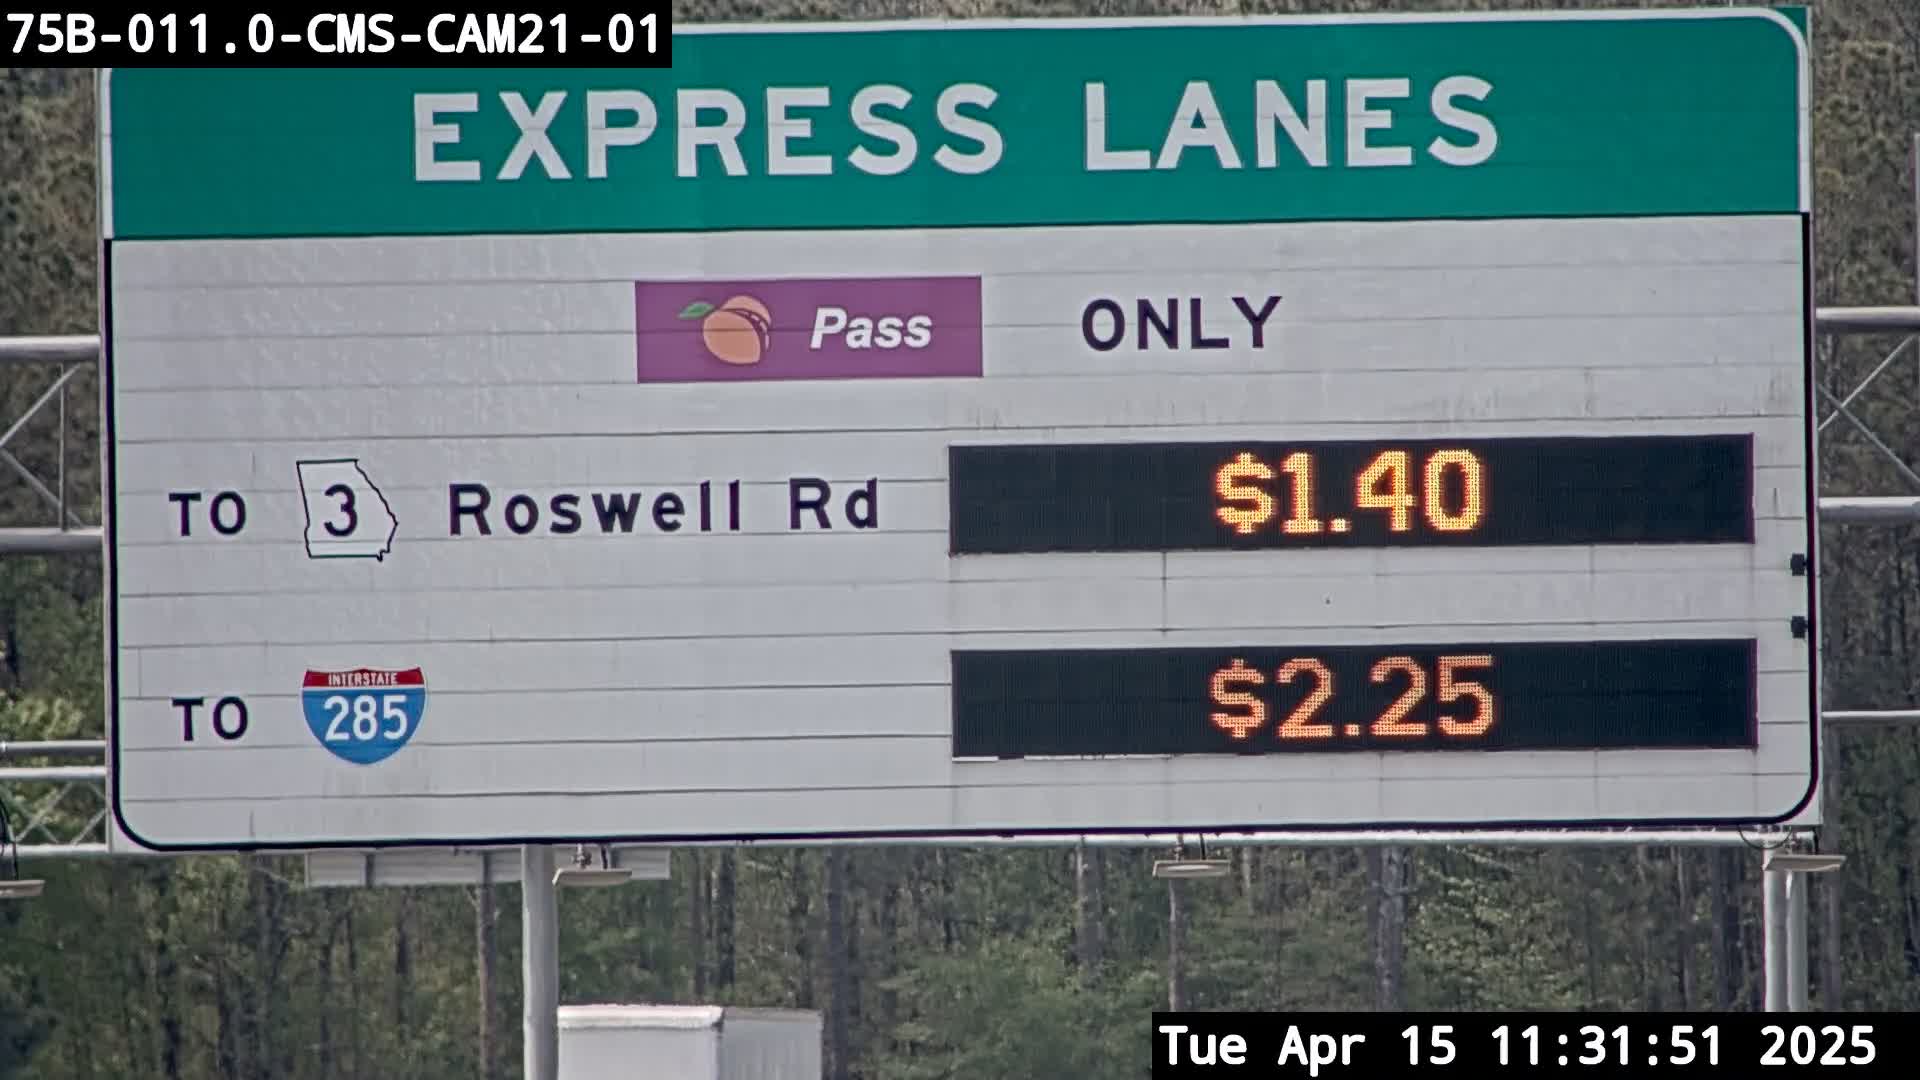 75B-011.0-CMS-CAM21-01
EXPRESS LANES
Pass ONLY
TO 3 Roswell Rd $1.40
INTERSTATE
TO 285 $2.25
Tue Apr 15 11:31:51 2025